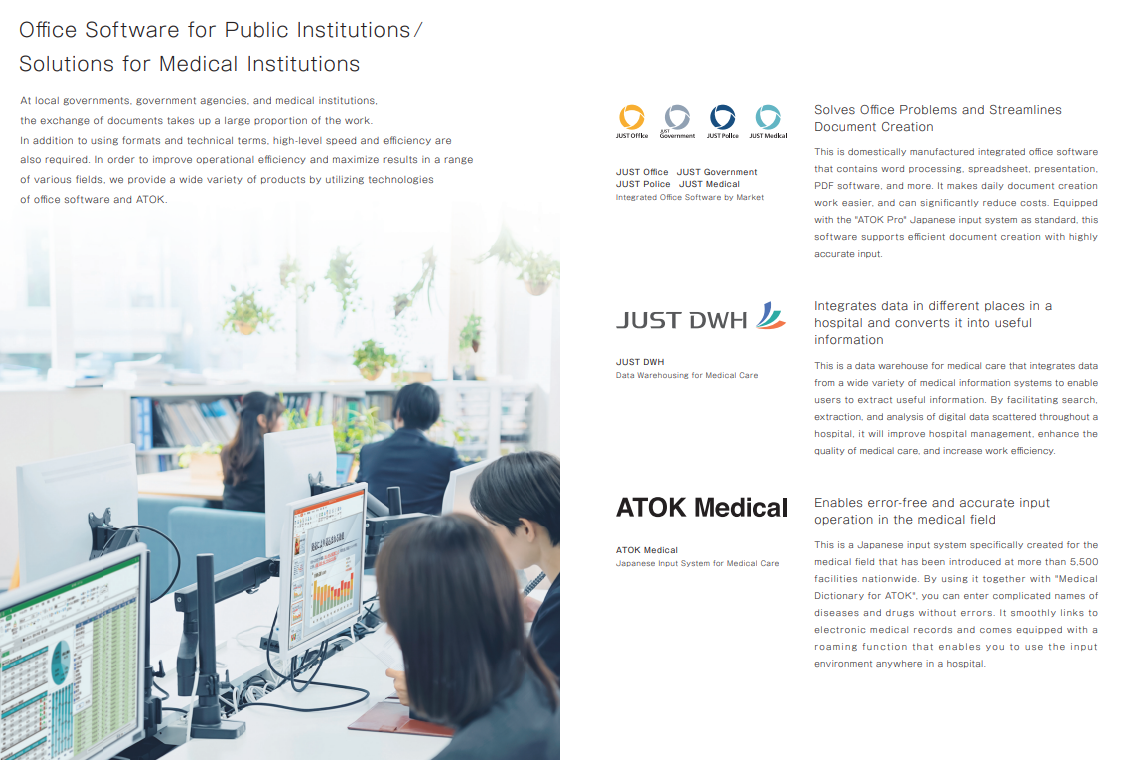 Office Software for Public Institutions/
Solutions for Medical Institutions
At local governments, government agencies, and medical institutions,
the exchange of documents takes up a large proportion of the work.
In addition to using formats and technical terms, high-level speed and efficiency are
also required. In order to improve operational efficiency and maximize results in a range
of various fields, we provide a wide variety of products by utilizing technologies
of office software and ATOK.
JUST Office
JUST Government
JUST Police
JUST Medical
JUST Office JUST Government
JUST Police JUST Medical
Integrated Office Software by Market
Solves Office Problems and Streamlines
Document Creation
This is domestically manufactured integrated office software
that contains word processing, spreadsheet, presentation,
PDF software, and more. It makes daily document creation
work easier, and can significantly reduce costs. Equipped
with the "ATOK Pro" Japanese input system as standard, this
software supports efficient document creation with highly
accurate input.
JUST DWH
JUST DWH
Data Warehousing for Medical Care
Integrates data in different places in a
hospital and converts it into useful
information
This is a data warehouse for medical care that integrates data
from a wide variety of medical information systems to enable
users to extract useful information. By facilitating search,
extraction, and analysis of digital data scattered throughout a
hospital, it will improve hospital management, enhance the
quality of medical care, and increase work efficiency.
ATOK Medical
ATOK Medical
Japanese Input System for Medical Care
Enables error-free and accurate input
operation in the medical field
This is a Japanese input system specifically created for the
medical field that has been introduced at more than 5,500
facilities nationwide. By using it together with "Medical
Dictionary for ATOK", you can enter complicated names of
diseases and drugs without errors. It smoothly links to
electronic medical records and comes equipped with a
roaming function that enables you to use the input
environment anywhere in a hospital.